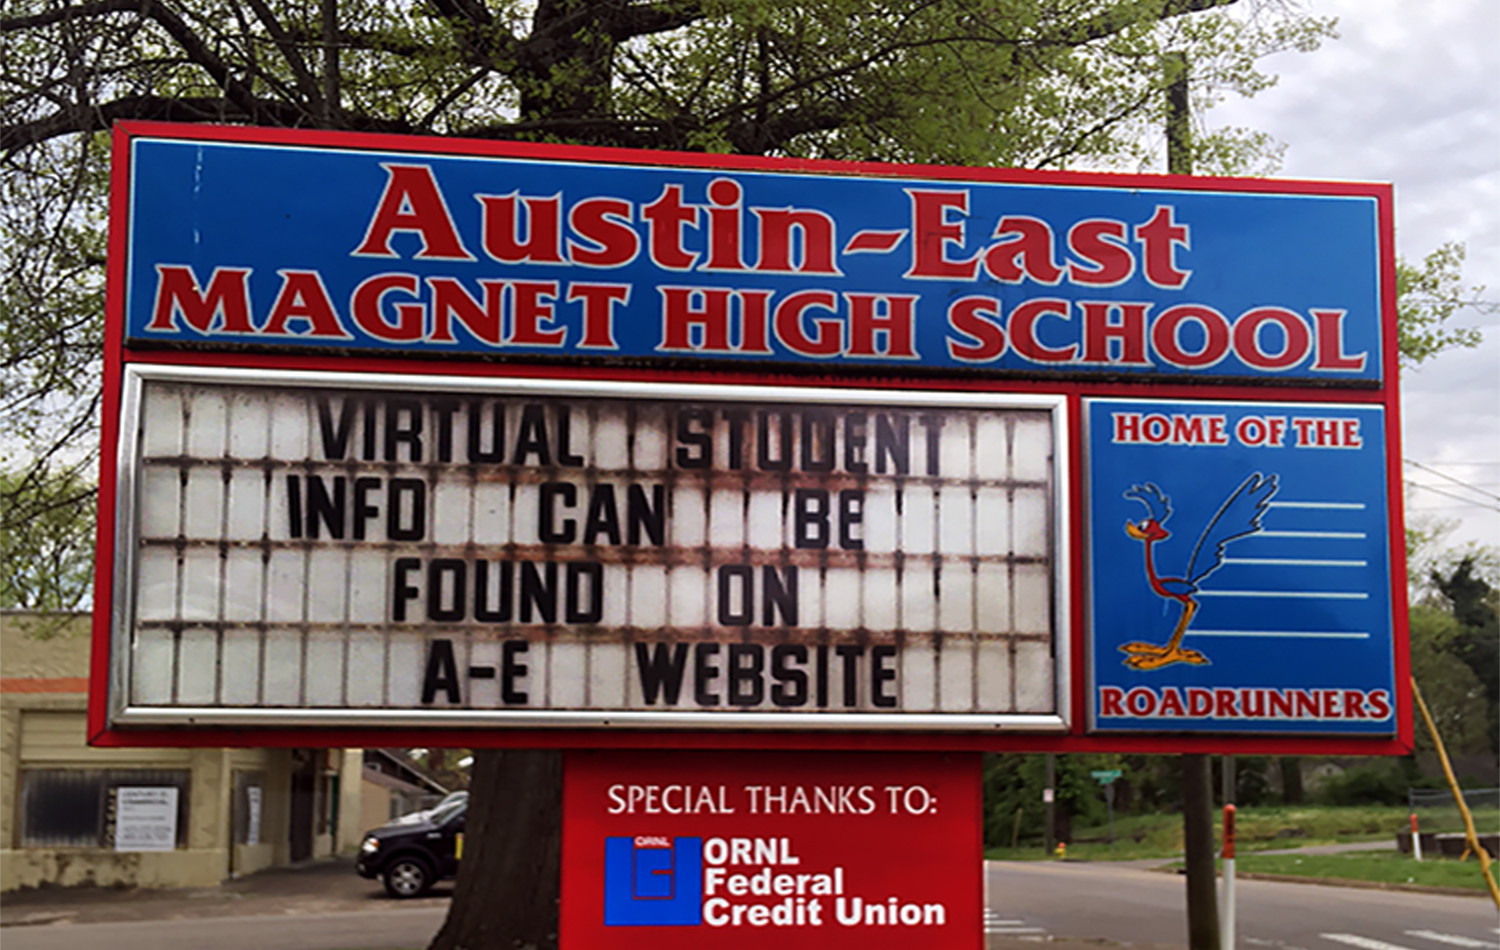 Austin-East
MAGNET HIGH SCHOOL
VIRTUAL STUDENT
INFO CAN BE
FOUND ON
A-E WEBSITE
HOME OF THE
ROADRUNNERS
SPECIAL THANKS TO:
ORNL
ORNL
Federal
Credit Union